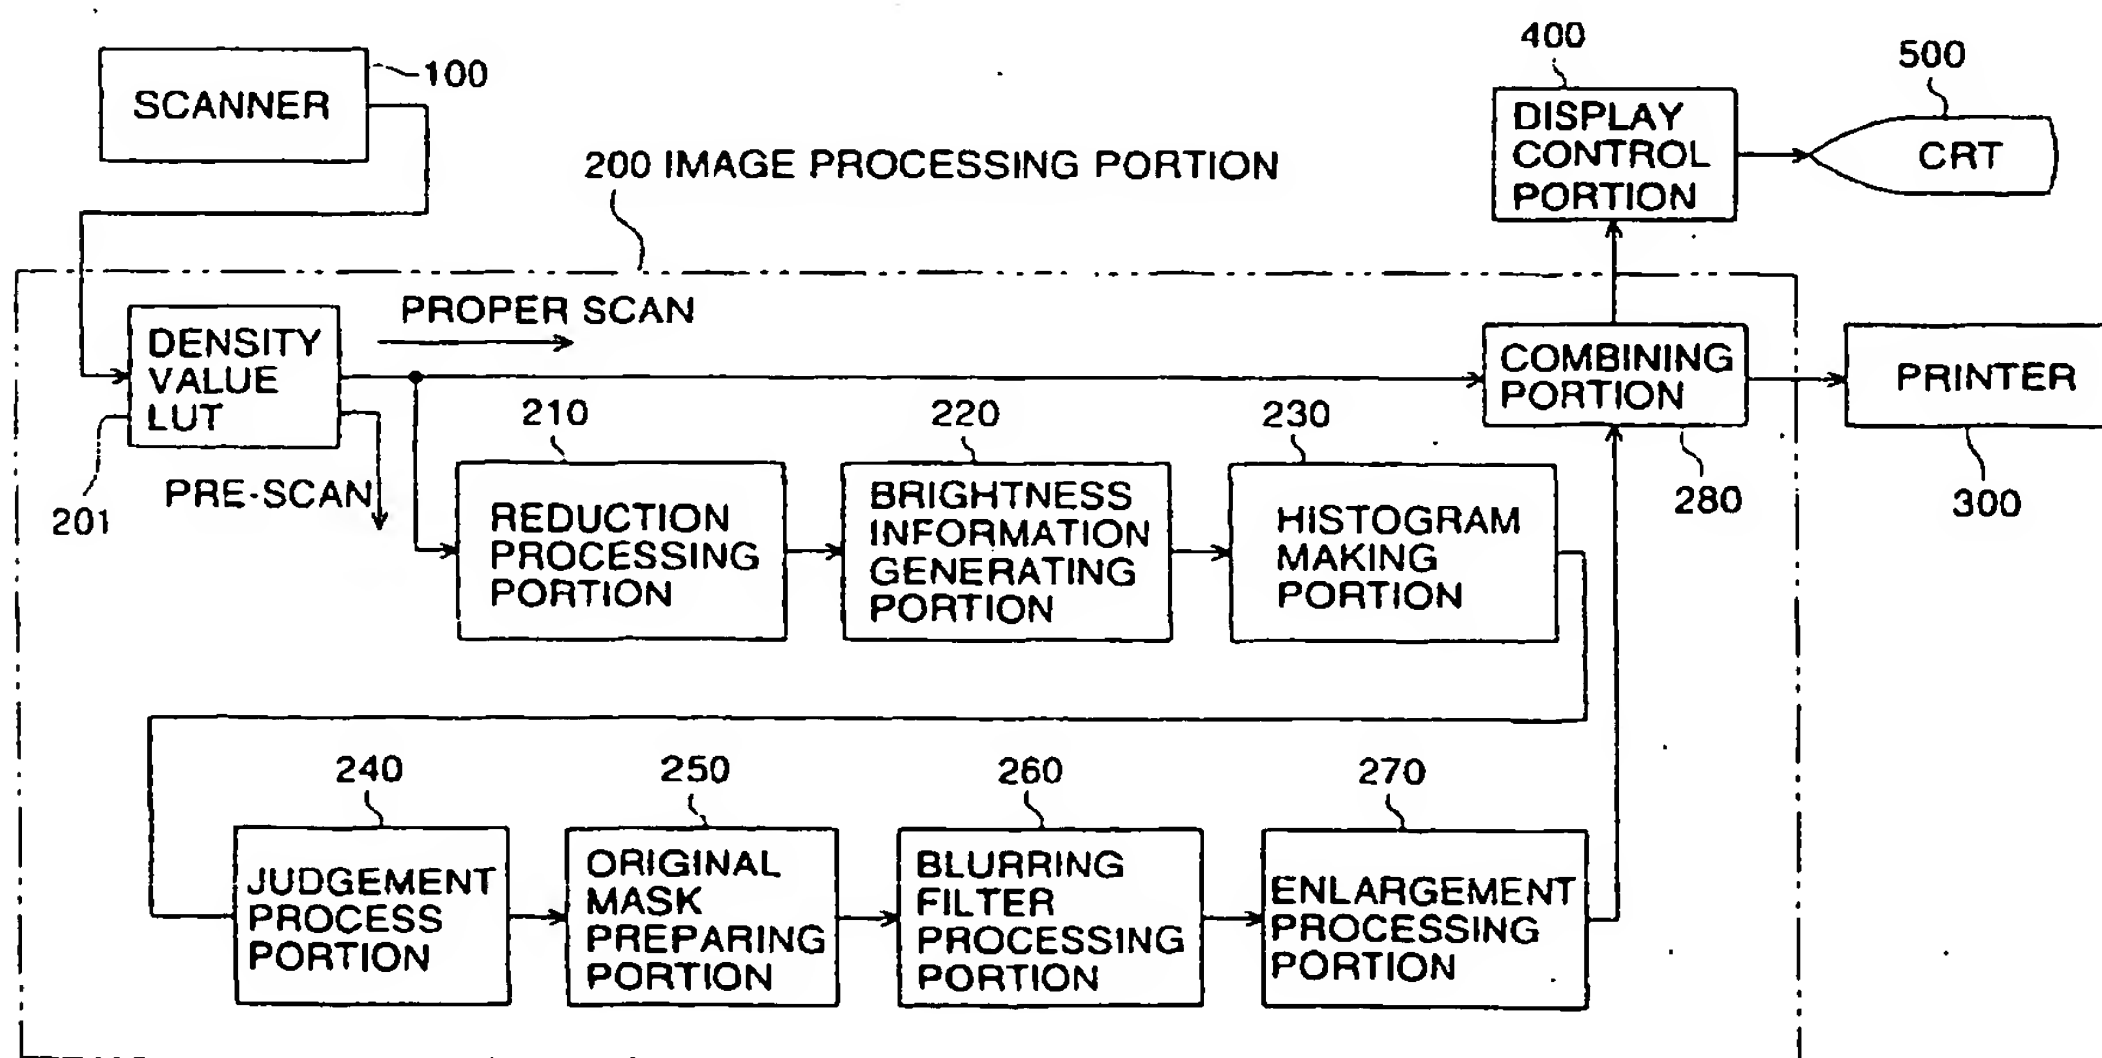 400
500
100
SCANNER
DISPLAY
CONTROL
PORTION
CRT
200 IMAGE PROCESSING PORTION
PROPER SCAN
DENSITY
VALUE
LUT
COMBINING
PORTION
PRINTER
210
220
230
PRE-SCAN
201
280
300
REDUCTION
PROCESSING
PORTION
BRIGHTNESS
INFORMATION
GENERATING
PORTION
HISTOGRAM
MAKING
PORTION
240
250
260
270
JUDGEMENT
PROCESS
PORTION
ORIGINAL
MASK
PREPARING
PORTION
BLURRING
FILTER
PROCESSING
PORTION
ENLARGEMENT
PROCESSING
PORTION